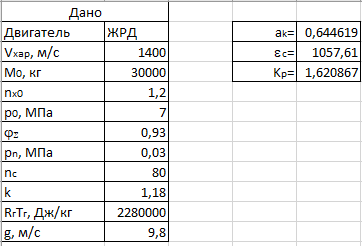 Дано
Двигатель ЖРД
Vхар, м/с 1400
M0, кг 30000
nx0 1,2
p0, МПа 7
φΣ 0,93
pn, МПа 0,03
nc 80
k 1,18
RгTг, Дж/кг 2280000
g, м/с 9,8
ak= 0,644619
εc= 1057,61
Kp= 1,620867